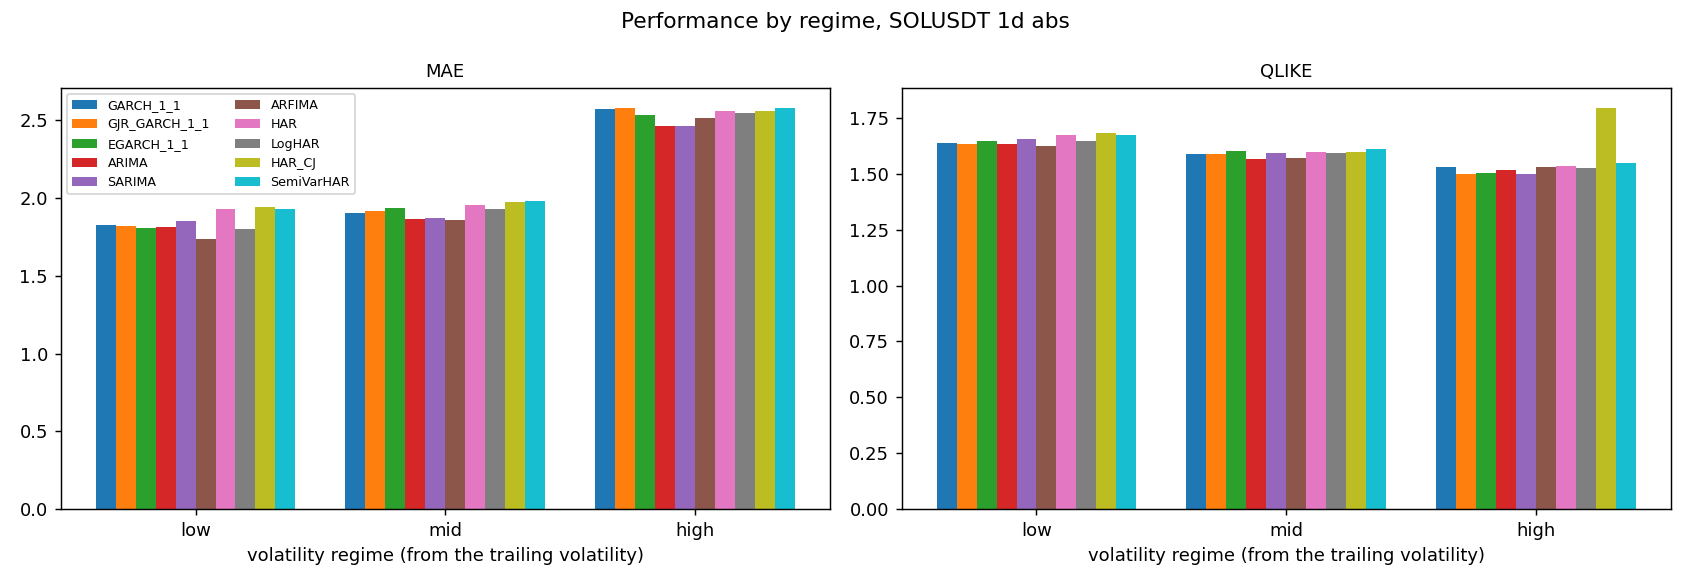 Performance by regime, SOLUSDT 1d abs
MAE
2.5
2.0
1.5
1.0
0.5
0.0
GARCH_1_1
GJR_GARCH_1_1
EGARCH_1_1
ARIMA
SARIMA
ARFIMA
HAR
LogHAR
HAR_CJ
SemiVarHAR
low mid high
volatility regime (from the trailing volatility)
QLIKE
1.75
1.50
1.25
1.00
0.75
0.50
0.25
0.00
low mid high
volatility regime (from the trailing volatility)